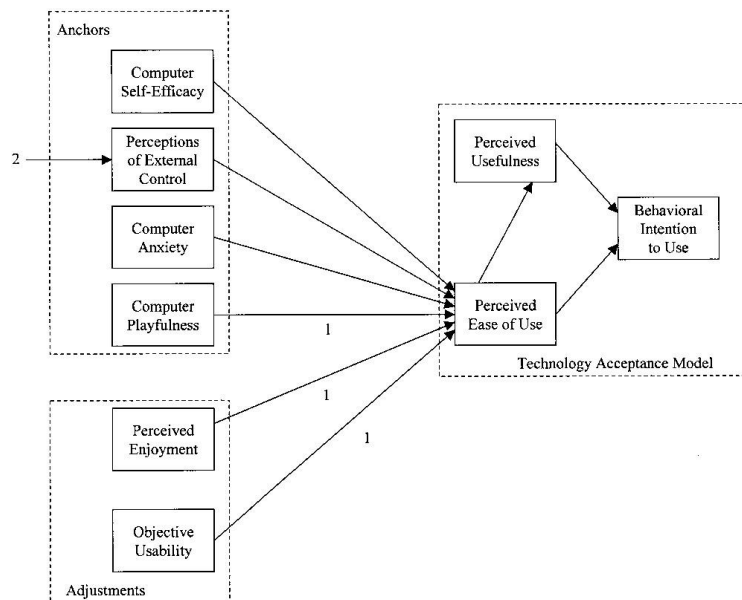 Anchors
Computer
Self-Efficacy
2
Perceptions
of External
Control
Computer
Anxiety
Computer
Playfulness
1
1
1
Perceived
Enjoyment
Objective
Usability
Adjustments
Perceived
Usefulness
Behavioral
Intention
to Use
Perceived
Ease of Use
Technology Acceptance Model